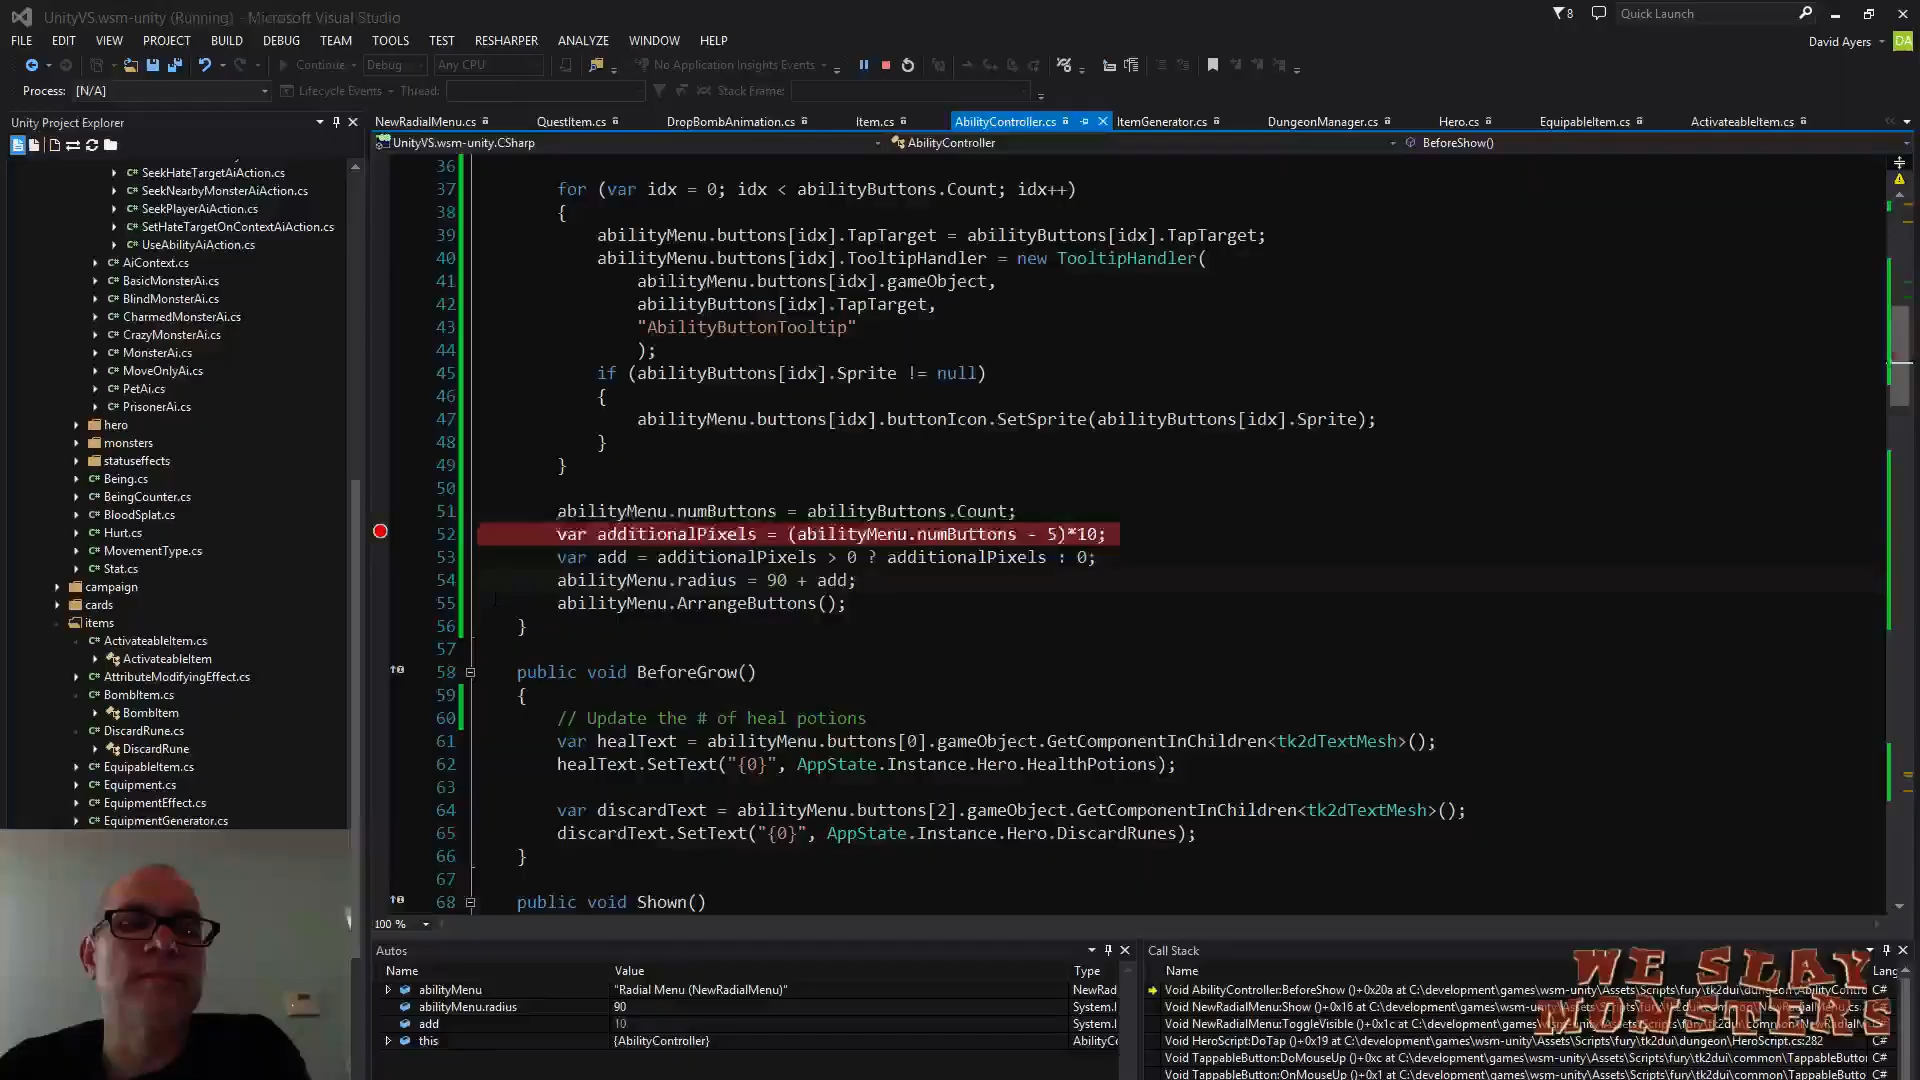 UnityVS.wsm-unity (Running) - Microsoft Visual Studio
8
Quick Launch
FILE EDIT VIEW PROJECT BUILD DEBUG TEAM TOOLS TEST RESHARPER ANALYZE WINDOW HELP
David Ayers DA
Continue Debug Any CPU No Application Insights Events
Process: [N/A] Lifecycle Events Thread: Stack Frame:
Unity Project Explorer
NewRadialMenu.cs QuestItem.cs DropBombAnimation.cs Item.cs AbilityController.cs ItemGenerator.cs DungeonManager.cs Hero.cs EquipableItem.cs ActivateableItem.cs
UnityVS.wsm-unity.CSharp AbilityController BeforeShow()
C# SeekHateTargetAiAction.cs
C# SeekNearbyMonsterAiAction.cs
C# SeekPlayerAiAction.cs
C# SetHateTargetOnContextAiAction.cs
C# UseAbilityAiAction.cs
C# AiContext.cs
C# BasicMonsterAi.cs
C# BlindMonsterAi.cs
C# CharmedMonsterAi.cs
C# CrazyMonsterAi.cs
C# MonsterAi.cs
C# MoveOnlyAi.cs
C# PetAi.cs
C# PrisonerAi.cs
hero
monsters
statuseffects
C# Being.cs
C# BeingCounter.cs
C# BloodSplat.cs
C# Hurt.cs
C# MovementType.cs
C# Stat.cs
campaign
cards
items
C# ActivateableItem.cs
ActivateableItem
C# AttributeModifyingEffect.cs
C# BombItem.cs
BombItem
C# DiscardRune.cs
DiscardRune
C# EquipableItem.cs
C# Equipment.cs
C# EquipmentEffect.cs
C# EquipmentGenerator.cs
36
37 for (var idx = 0; idx < abilityButtons.Count; idx++)
38 {
39 abilityMenu.buttons[idx].TapTarget = abilityButtons[idx].TapTarget;
40 abilityMenu.buttons[idx].TooltipHandler = new TooltipHandler(
41 abilityMenu.buttons[idx].gameObject,
42 abilityButtons[idx].TapTarget,
43 "AbilityButtonTooltip"
44 );
45 if (abilityButtons[idx].Sprite != null)
46 {
47 abilityMenu.buttons[idx].buttonIcon.SetSprite(abilityButtons[idx].Sprite);
48 }
49 }
50
51 abilityMenu.numButtons = abilityButtons.Count;
52 var additionalPixels = (abilityMenu.numButtons - 5)*10;
53 var add = additionalPixels > 0 ? additionalPixels : 0;
54 abilityMenu.radius = 90 + add;
55 abilityMenu.ArrangeButtons();
56 }
57
58 public void BeforeGrow()
59 {
60 // Update the # of heal potions
61 var healText = abilityMenu.buttons[0].gameObject.GetComponentInChildren<tk2dTextMesh>();
62 healText.SetText("{0}", AppState.Instance.Hero.HealthPotions);
63
64 var discardText = abilityMenu.buttons[2].gameObject.GetComponentInChildren<tk2dTextMesh>();
65 discardText.SetText("{0}", AppState.Instance.Hero.DiscardRunes);
66 }
67
68 public void Shown()
100 %
Autos
Name Value Type
abilityMenu "Radial Menu (NewRadialMenu)" NewRad
abilityMenu.radius 90 System.
add 10 System.
this {AbilityController} AbilityCo
Call Stack
Name Lang
Void AbilityController:BeforeShow ()+0x20a at C:\development\games\wsm-unity\Assets\Scripts\fury\tk2dui\dungeon\AbilityContro C#
Void NewRadialMenu:Show ()+0x16 at C:\development\games\wsm-unity\Assets\Scripts\fury\tk2dui\common\NewRadialMenu.cs C#
Void NewRadialMenu:ToggleVisible ()+0x1c at C:\development\games\wsm-unity\Assets\Scripts\fury\tk2dui\common\NewRadialM C#
Void HeroScript:DoTap ()+0x19 at C:\development\games\wsm-unity\Assets\Scripts\fury\tk2dui\dungeon\HeroScript.cs:282 C#
Void TappableButton:DoMouseUp ()+0xc at C:\development\games\wsm-unity\Assets\Scripts\fury\tk2dui\common\TappableButto C#
Void TappableButton:OnMouseUp ()+0x1 at C:\development\games\wsm-unity\Assets\Scripts\fury\tk2dui\common\TappableButto C#
WE SLAY
MONSTERS